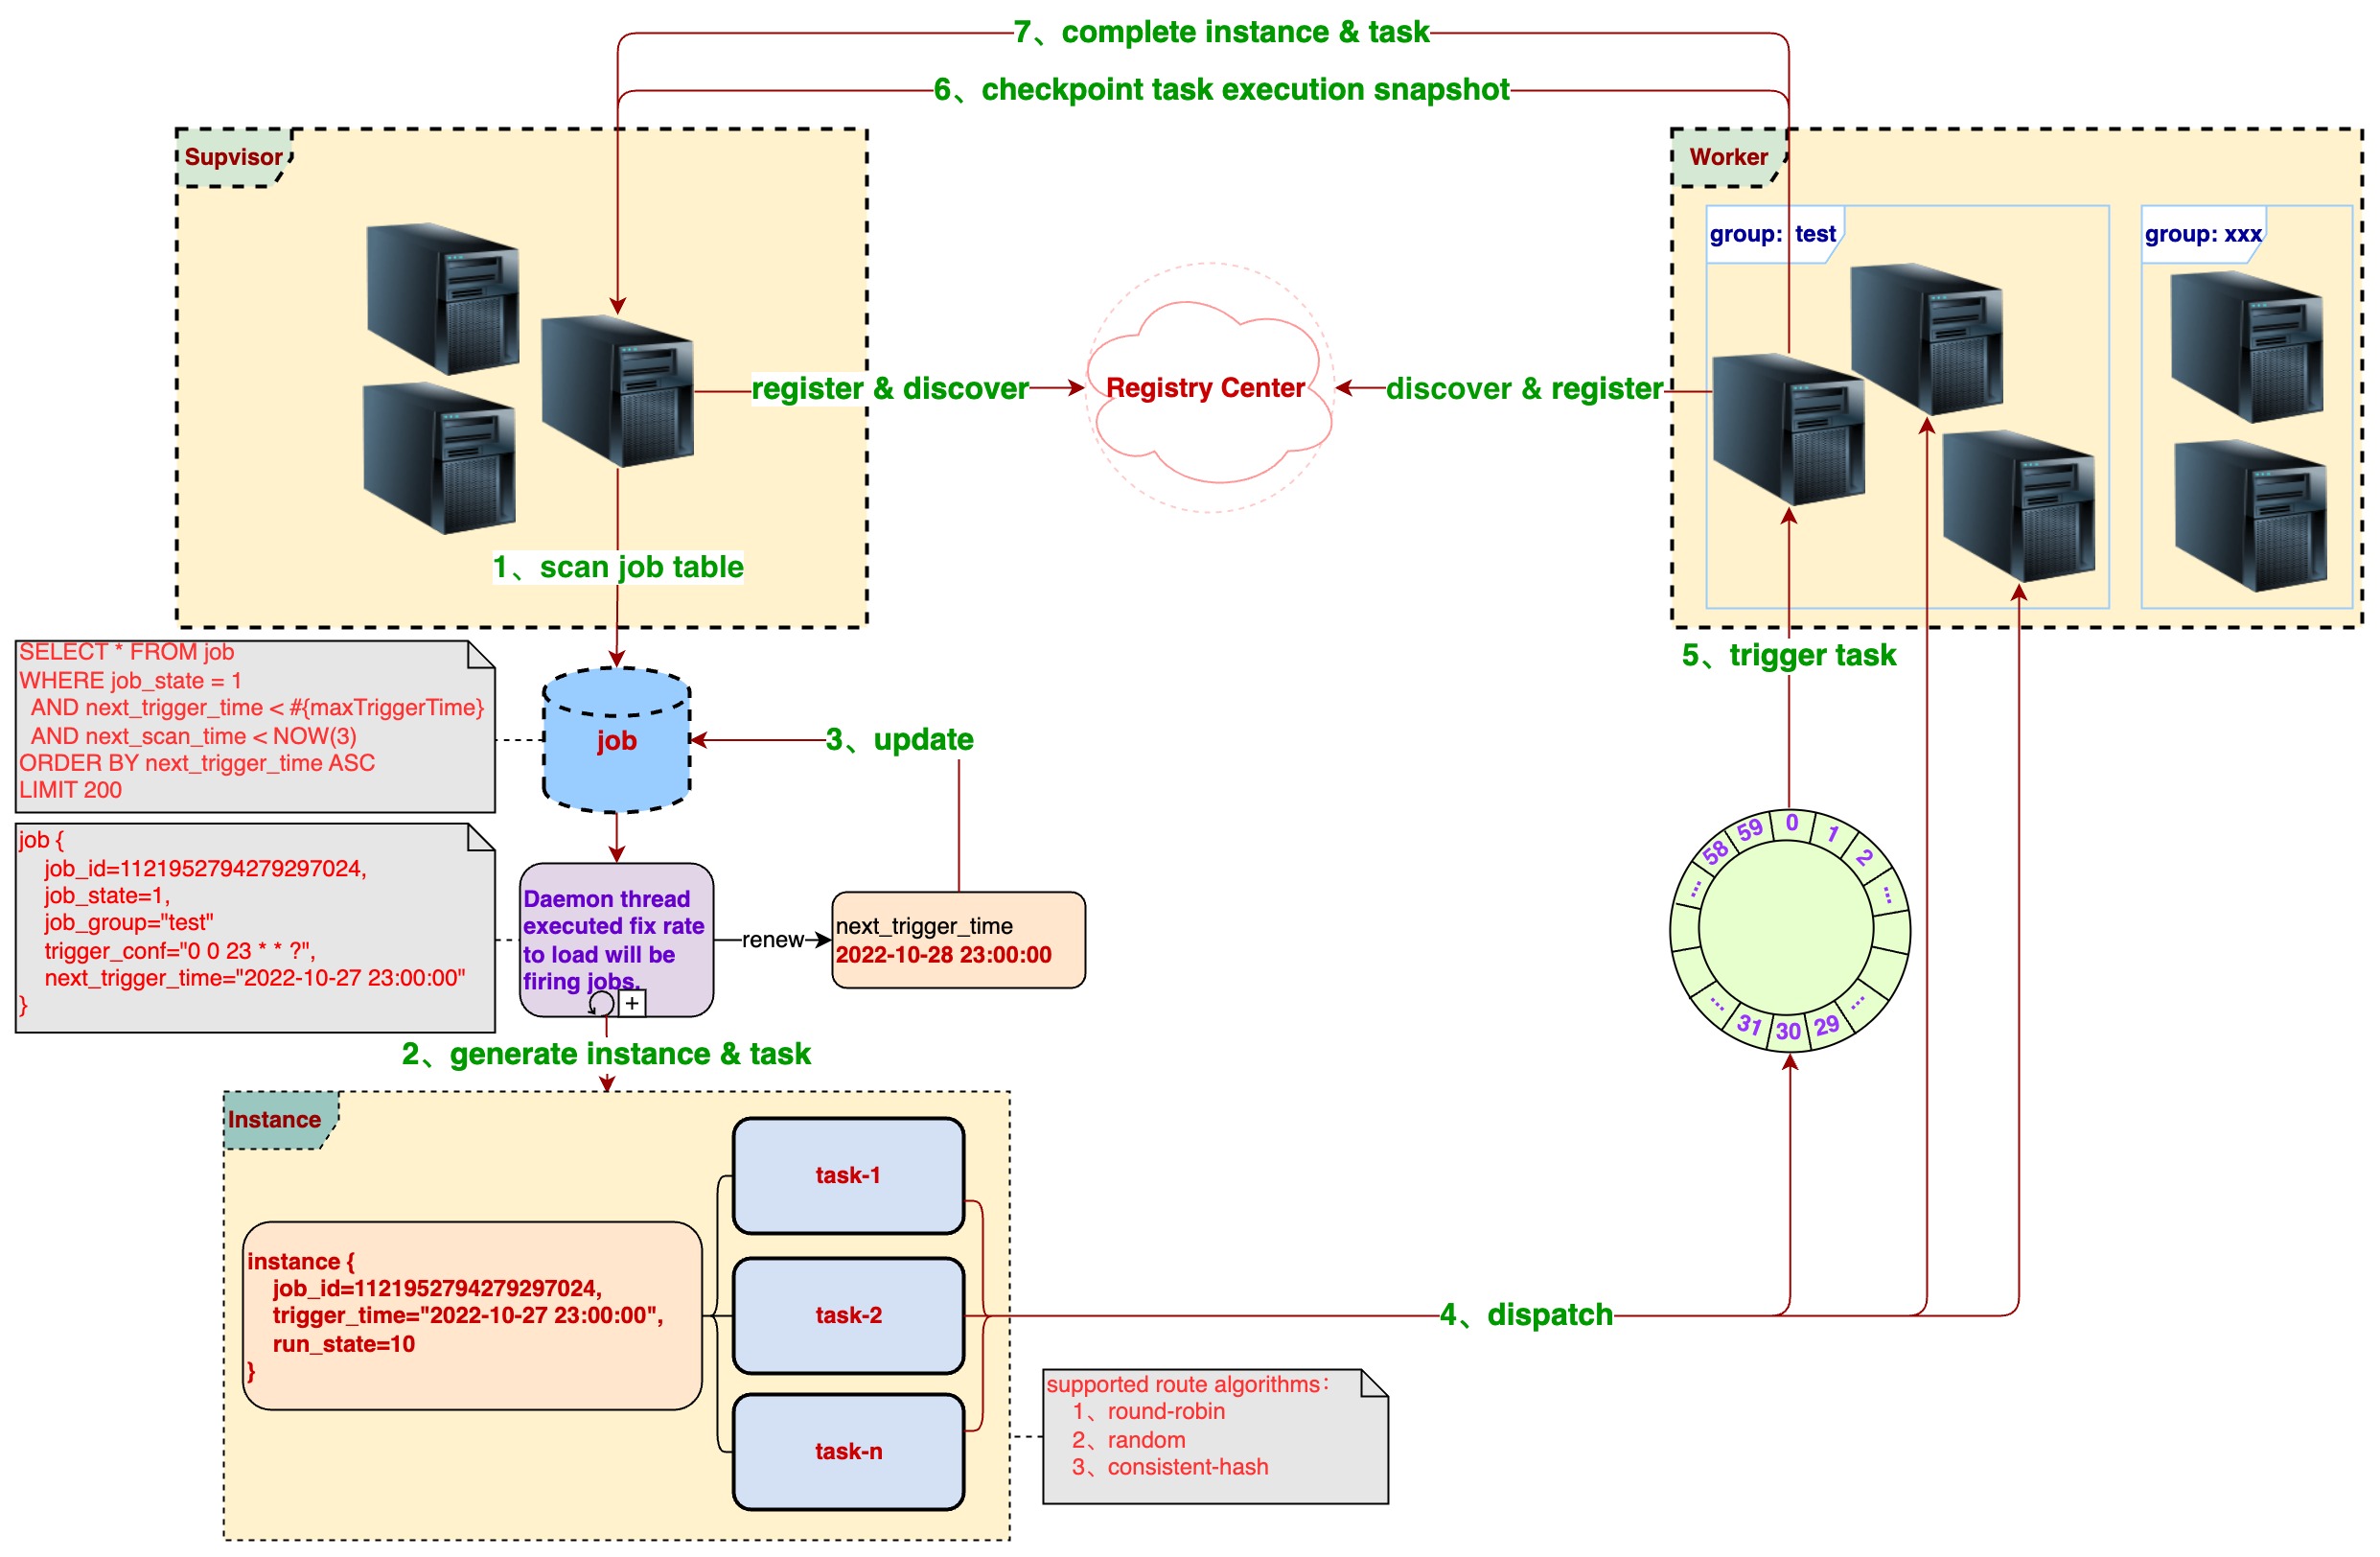 7、complete instance & task
6、checkpoint task execution snapshot
Supvisor
Worker
group: test
group: xxx
register & discover
Registry Center
discover & register
1、scan job table
SELECT * FROM job
WHERE job_state = 1
AND next_trigger_time < #{maxTriggerTime}
AND next_scan_time < NOW(3)
ORDER BY next_trigger_time ASC
LIMIT 200
job
3、update
5、trigger task
job {
job_id=1121952794279297024,
job_state=1,
job_group="test"
trigger_conf="0 0 23 * * ?",
next_trigger_time="2022-10-27 23:00:00"
}
Daemon thread
executed fix rate
to load will be
firing jobs.
renew
next_trigger_time
2022-10-28 23:00:00
58
59
0
1
2
...
...
...
31
30
29
...
2、generate instance & task
Instance
instance {
job_id=1121952794279297024,
trigger_time="2022-10-27 23:00:00",
run_state=10
}
task-1
task-2
task-n
4、dispatch
supported route algorithms：
1、round-robin
2、random
3、consistent-hash